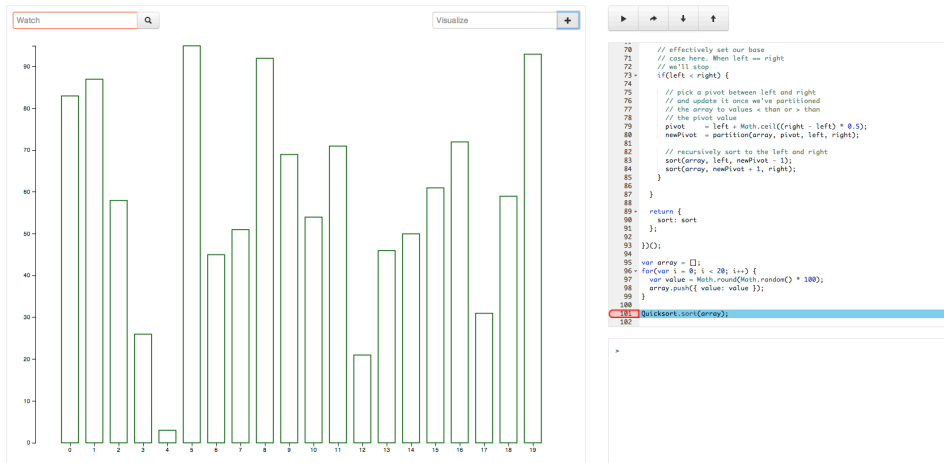 Watch
Visualize
+
90
80
70
60
50
40
30
20
10
0
0 1 2 3 4 5 6 7 8 9 10 11 12 13 14 15 16 17 18 19
70 // effectively set our base
71 // case here. When left == right
72 // we'll stop
73 if(left < right) {
74
75 // pick a pivot between left and right
76 // and update it once we've partitioned
77 // the array to values < than or > than
78 // the pivot value
79 pivot = left + Math.ceil((right - left) * 0.5);
80 newPivot = partition(array, pivot, left, right);
81
82 // recursively sort to the left and right
83 sort(array, left, newPivot - 1);
84 sort(array, newPivot + 1, right);
85 }
86
87 }
88
89 return {
90 sort: sort
91 };
92
93 })();
94
95 var array = [];
96 for(var i = 0; i < 20; i++) {
97 var value = Math.round(Math.random() * 100);
98 array.push({ value: value });
99 }
100
101 Quicksort.sort(array);
102
>